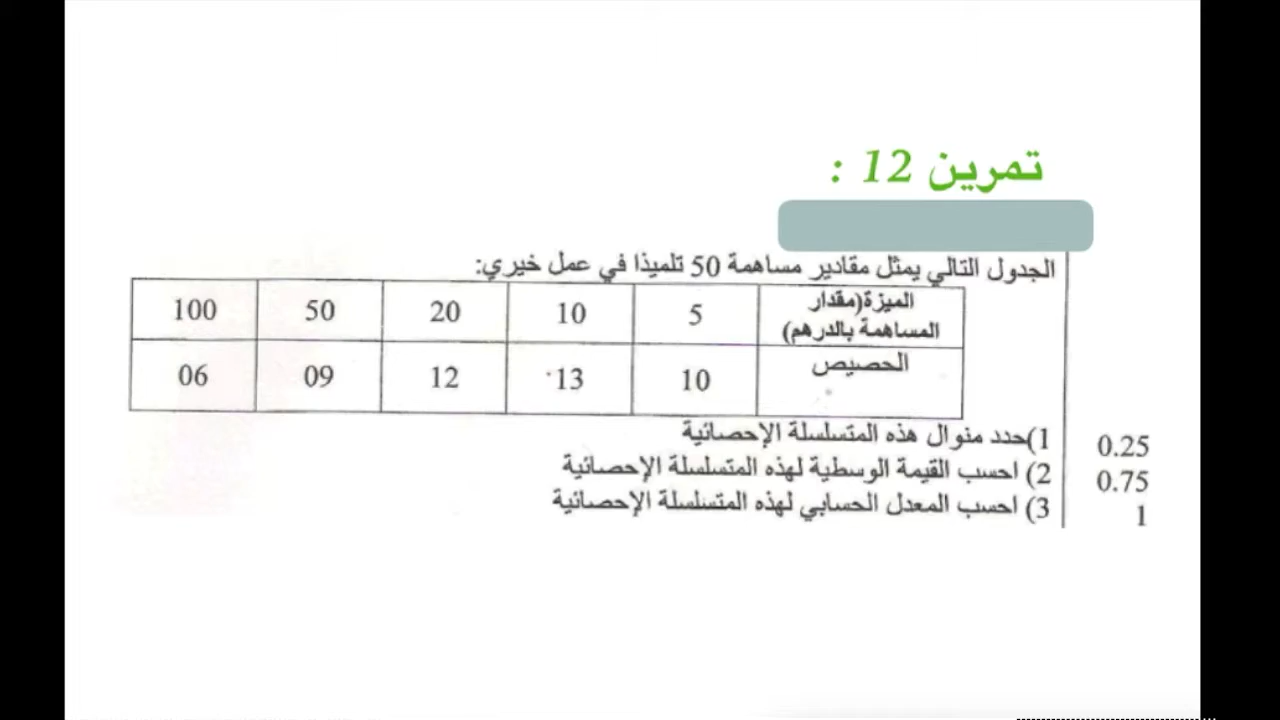 تمرين 12 :
الجدول التالي يمثل مقادير مساهمة 50 تلميذا في عمل خيري:
الميزة(مقدار المساهمة بالدرهم) 5 10 20 50 100
الحصيص 10 13 12 09 06
1)حدد منوال هذه المتسلسلة الإحصائية 0.25
2) احسب القيمة الوسطية لهذه المتسلسلة الإحصائية 0.75
3) احسب المعدل الحسابي لهذه المتسلسلة الإحصائية 1